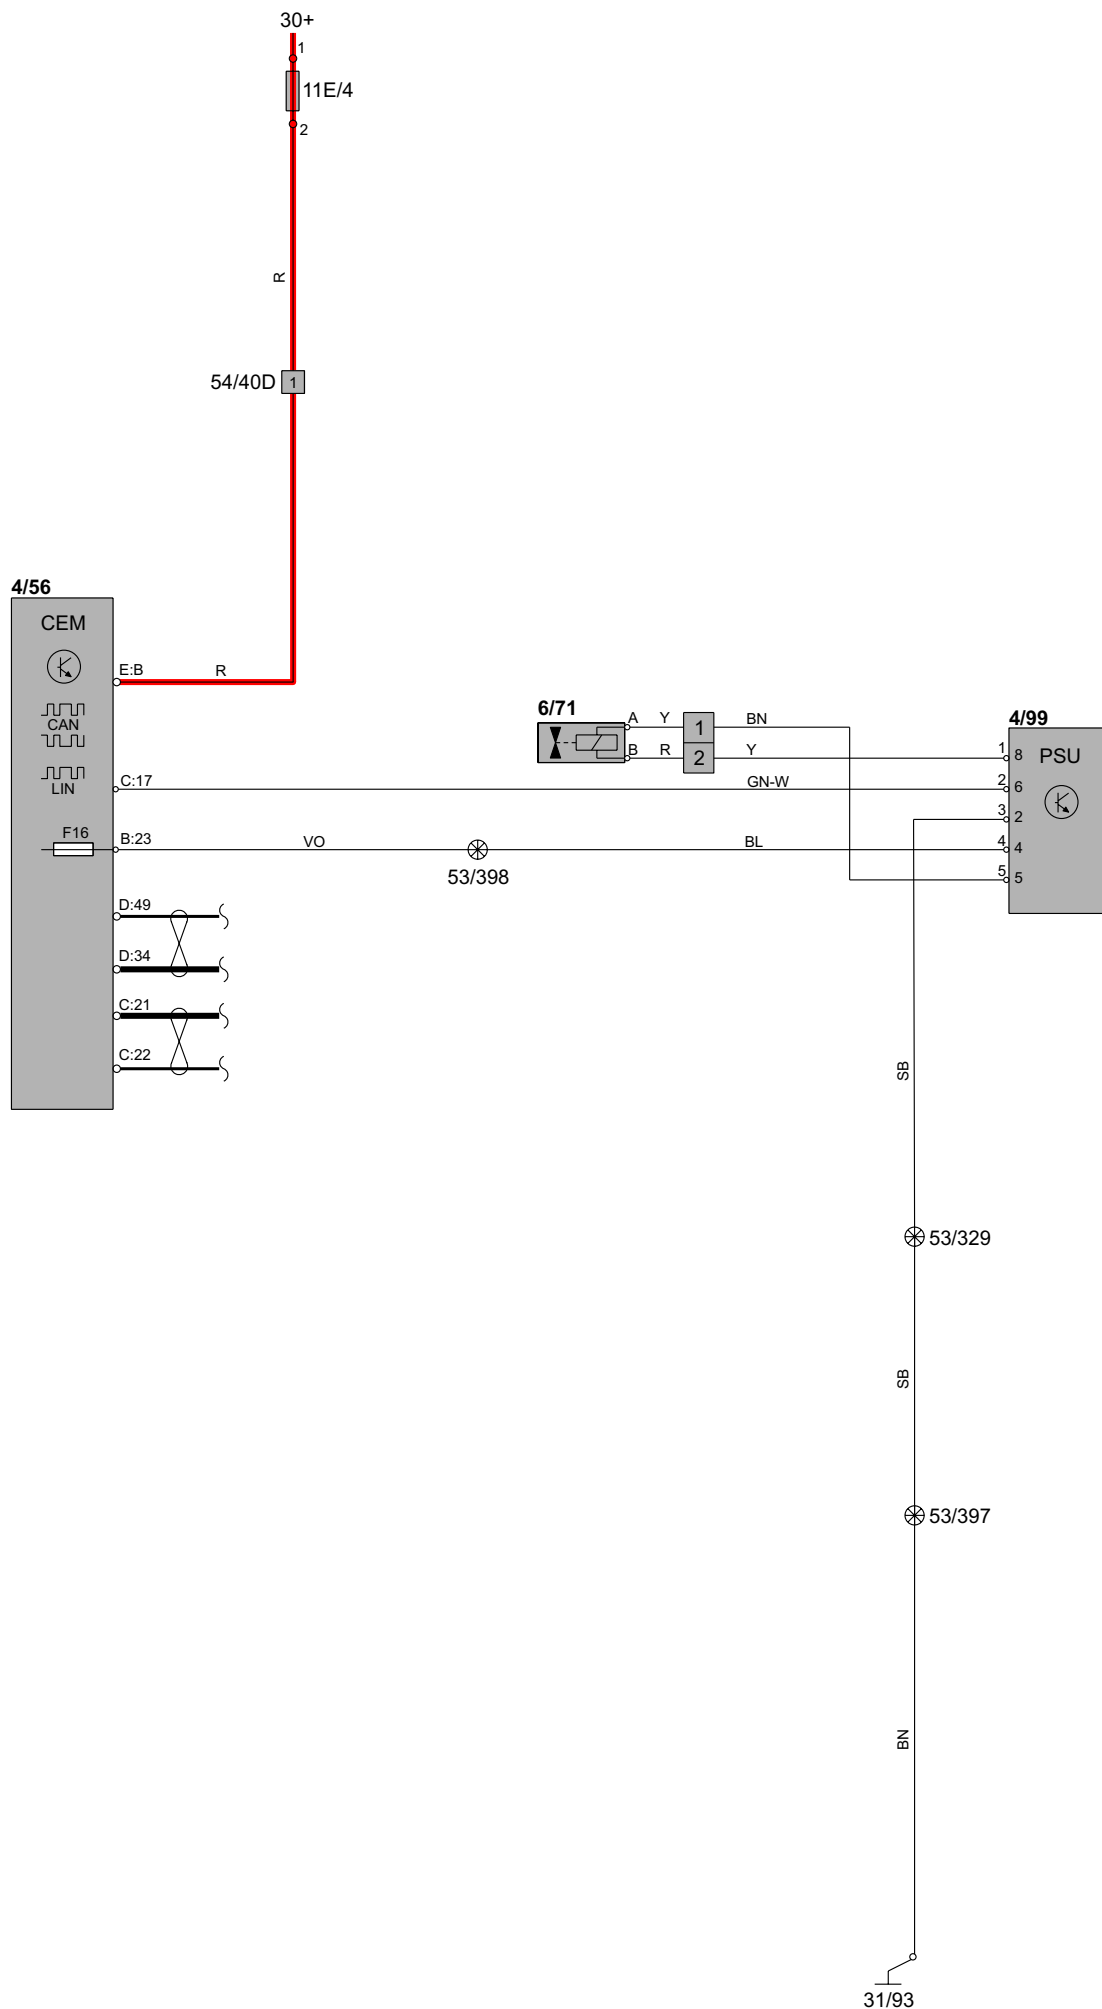 30+
1
11E/4
2
R
54/40D 1
4/56
CEM
E:B R
CAN
LIN
6/71
A Y 1 BN
B R 2 Y
4/99
PSU
1 8
C:17 GN-W 2 6
3 2
F16 B:23 VO BL 4 4
53/398
5 5
D:49
D:34
C:21
C:22
SB
53/329
SB
53/397
BN
31/93